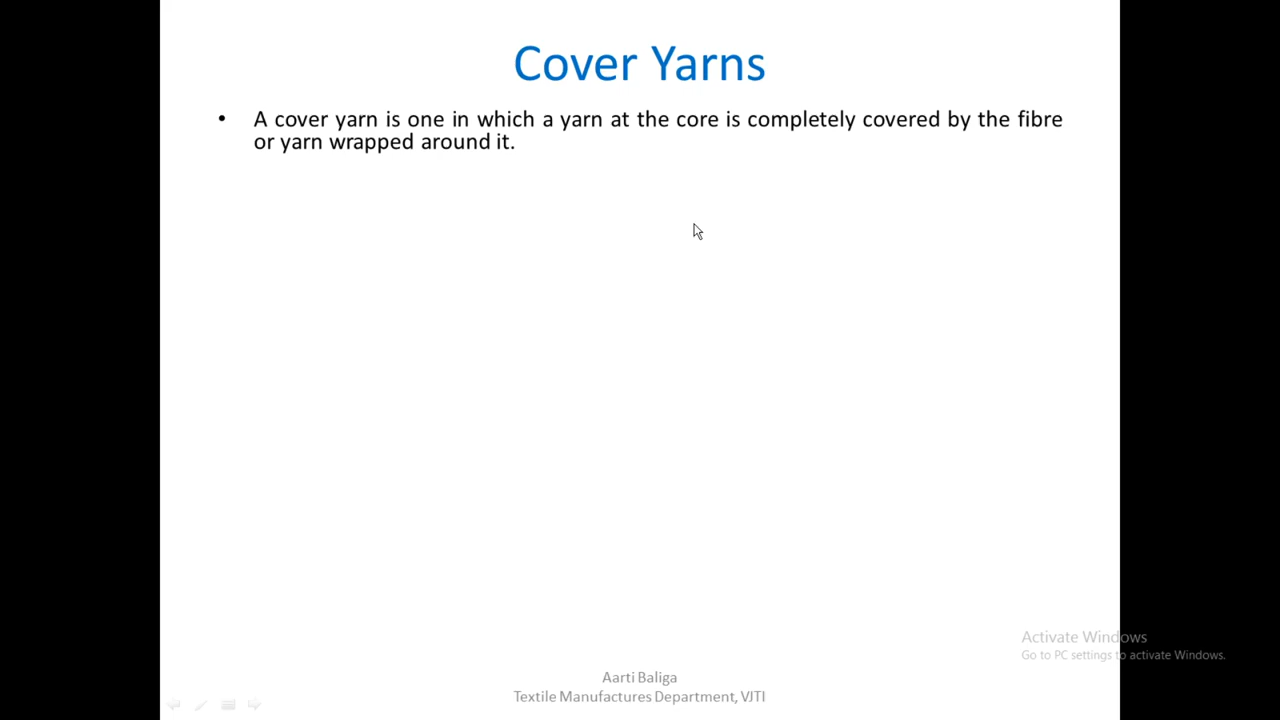 Cover Yarns
• A cover yarn is one in which a yarn at the core is completely covered by the fibre
or yarn wrapped around it.
Activate Windows
Go to PC settings to activate Windows.
Aarti Baliga
Textile Manufactures Department, VJTI